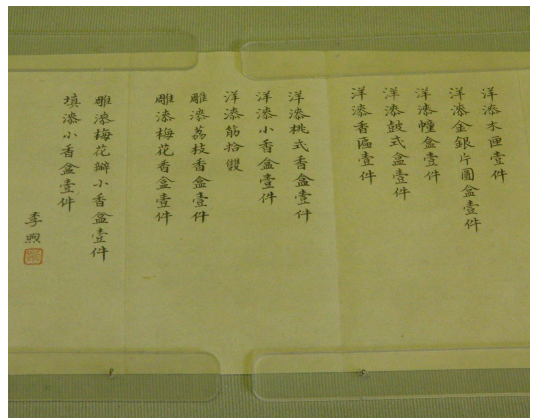 洋漆木匣壹件
洋漆金銀片圓盒壹件
洋漆幢盒壹件
洋漆鼓式盒壹件
洋漆香匾壹件
洋漆桃式香盒壹件
洋漆小香盒壹件
洋漆筯拾雙
雕漆荔枝香盒壹件
雕漆梅花香盒壹件
雕漆梅花瓣小香盒壹件
填漆小香盒壹件
李煦